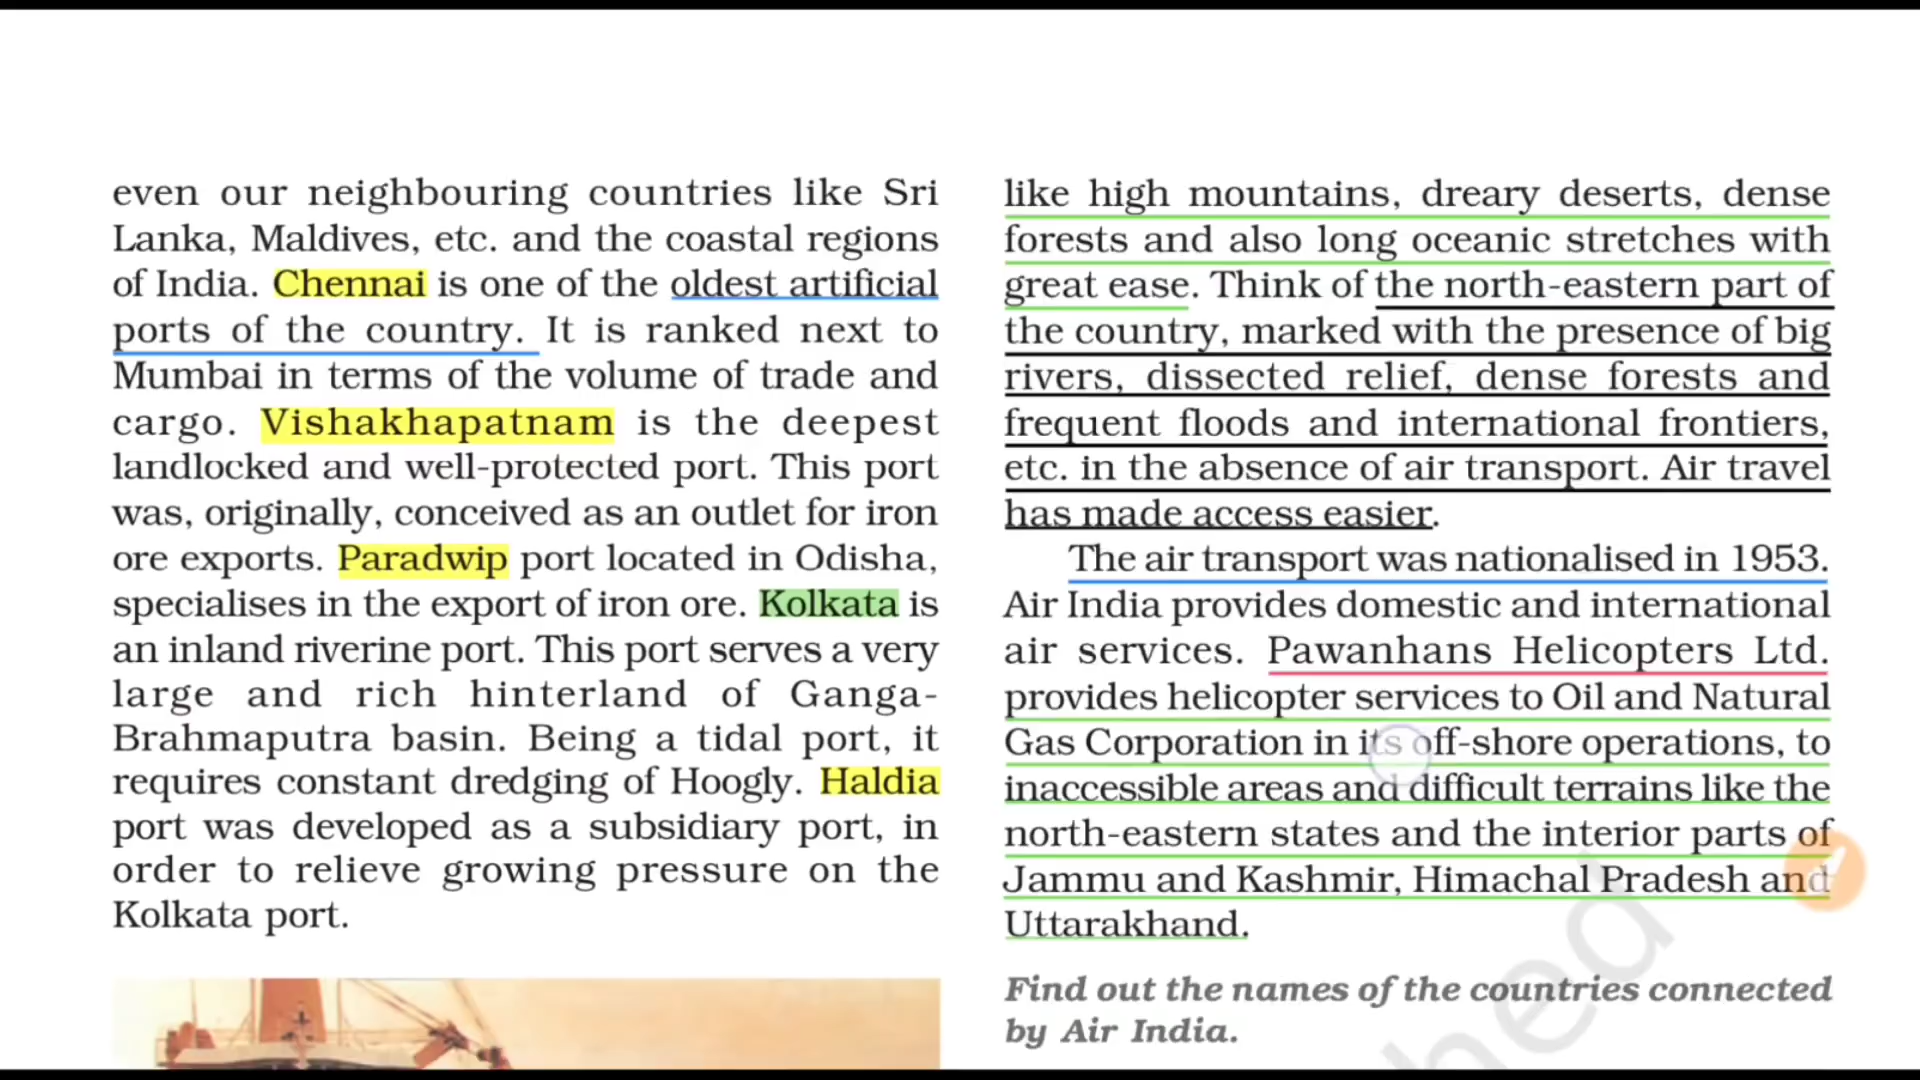 even our neighbouring countries like Sri
Lanka, Maldives, etc. and the coastal regions
of India. Chennai is one of the oldest artificial
ports of the country. It is ranked next to
Mumbai in terms of the volume of trade and
cargo. Vishakhapatnam is the deepest
landlocked and well-protected port. This port
was, originally, conceived as an outlet for iron
ore exports. Paradwip port located in Odisha,
specialises in the export of iron ore. Kolkata is
an inland riverine port. This port serves a very
large and rich hinterland of Ganga-
Brahmaputra basin. Being a tidal port, it
requires constant dredging of Hoogly. Haldia
port was developed as a subsidiary port, in
order to relieve growing pressure on the
Kolkata port.
like high mountains, dreary deserts, dense
forests and also long oceanic stretches with
great ease. Think of the north-eastern part of
the country, marked with the presence of big
rivers, dissected relief, dense forests and
frequent floods and international frontiers,
etc. in the absence of air transport. Air travel
has made access easier.
The air transport was nationalised in 1953.
Air India provides domestic and international
air services. Pawanhans Helicopters Ltd.
provides helicopter services to Oil and Natural
Gas Corporation in its off-shore operations, to
inaccessible areas and difficult terrains like the
north-eastern states and the interior parts of
Jammu and Kashmir, Himachal Pradesh and
Uttarakhand.
Find out the names of the countries connected
by Air India.